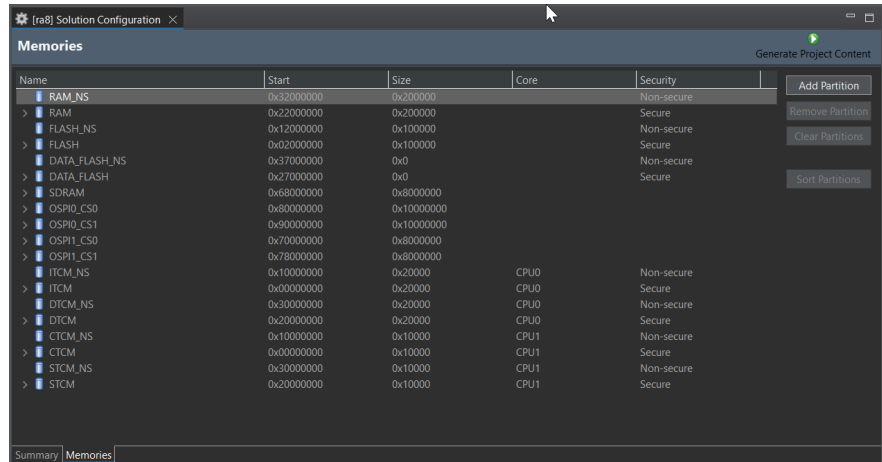 [ra8] Solution Configuration
Memories
Generate Project Content
Name Start Size Core Security
RAM_NS 0x32000000 0x200000 Non-secure
RAM 0x22000000 0x200000 Secure
FLASH_NS 0x12000000 0x100000 Non-secure
FLASH 0x02000000 0x100000 Secure
DATA_FLASH_NS 0x37000000 0x0 Non-secure
DATA_FLASH 0x27000000 0x0 Secure
SDRAM 0x68000000 0x8000000
OSPI0_CS0 0x80000000 0x10000000
OSPI0_CS1 0x90000000 0x10000000
OSPI1_CS0 0x70000000 0x8000000
OSPI1_CS1 0x78000000 0x8000000
ITCM_NS 0x10000000 0x20000 CPU0 Non-secure
ITCM 0x00000000 0x20000 CPU0 Secure
DTCM_NS 0x30000000 0x20000 CPU0 Non-secure
DTCM 0x20000000 0x20000 CPU0 Secure
CTCM_NS 0x10000000 0x10000 CPU1 Non-secure
CTCM 0x00000000 0x10000 CPU1 Secure
STCM_NS 0x30000000 0x10000 CPU1 Non-secure
STCM 0x20000000 0x10000 CPU1 Secure
Add Partition
Remove Partition
Clear Partitions
Sort Partitions
Summary Memories